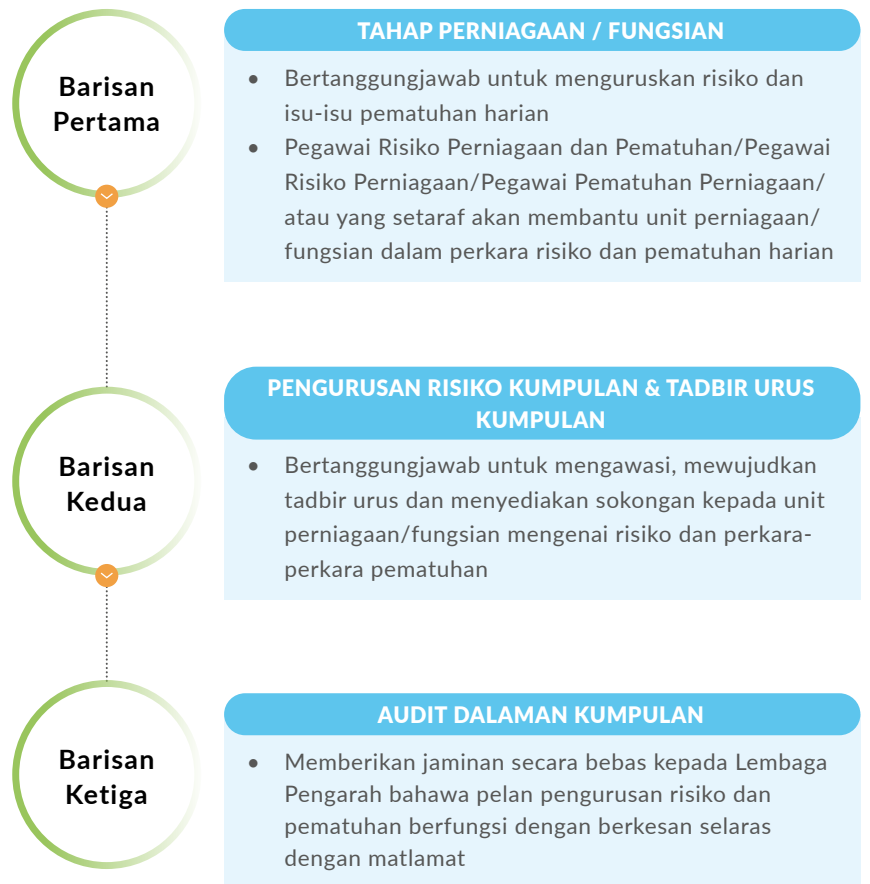 Barisan
Pertama
TAHAP PERNIAGAAN / FUNGSIAN
• Bertanggungjawab untuk menguruskan risiko dan
isu-isu pematuhan harian
• Pegawai Risiko Perniagaan dan Pematuhan/Pegawai
Risiko Perniagaan/Pegawai Pematuhan Perniagaan/
atau yang setaraf akan membantu unit perniagaan/
fungsian dalam perkara risiko dan pematuhan harian
Barisan
Kedua
PENGURUSAN RISIKO KUMPULAN & TADBIR URUS
KUMPULAN
• Bertanggungjawab untuk mengawasi, mewujudkan
tadbir urus dan menyediakan sokongan kepada unit
perniagaan/fungsian mengenai risiko dan perkara-
perkara pematuhan
Barisan
Ketiga
AUDIT DALAMAN KUMPULAN
• Memberikan jaminan secara bebas kepada Lembaga
Pengarah bahawa pelan pengurusan risiko dan
pematuhan berfungsi dengan berkesan selaras
dengan matlamat